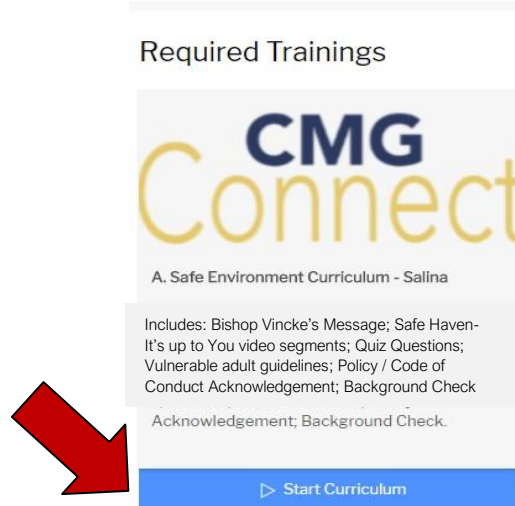 Required Trainings
CMG
Connect
A. Safe Environment Curriculum - Salina
Includes: Bishop Vincke's Message; Safe Haven-
It's up to You video segments; Quiz Questions;
Vulnerable adult guidelines; Policy / Code of
Conduct Acknowledgement; Background Check
Acknowledgement; Background Check.
Start Curriculum